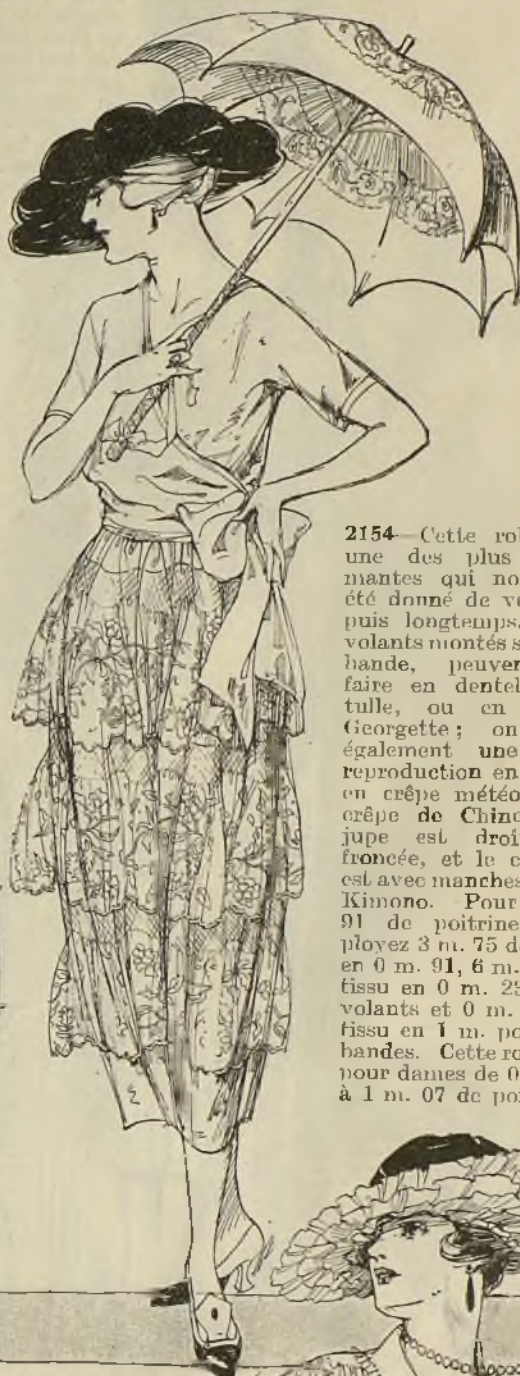 2154 Cette rob
une des plus
mantes qui no
été donné de v
puis longtemps.
volants montés s
bande, peuver
faire en dentel
tulle, ou en
Georgette ; on
également une
reproduction en
en crêpe météo
crêpe de Chine
jupe est droi
froncée, et le c
est avec manches
Kimono. Pour
91 de poitrine
ployez 3 m. 75 d
en 0 m. 91, 6 m.
tissu en 0 m. 2
volants et 0 m.
tissu en 1 m. po
bandes. Cette ro
pour dames de 0
à 1 m. 07 de poi